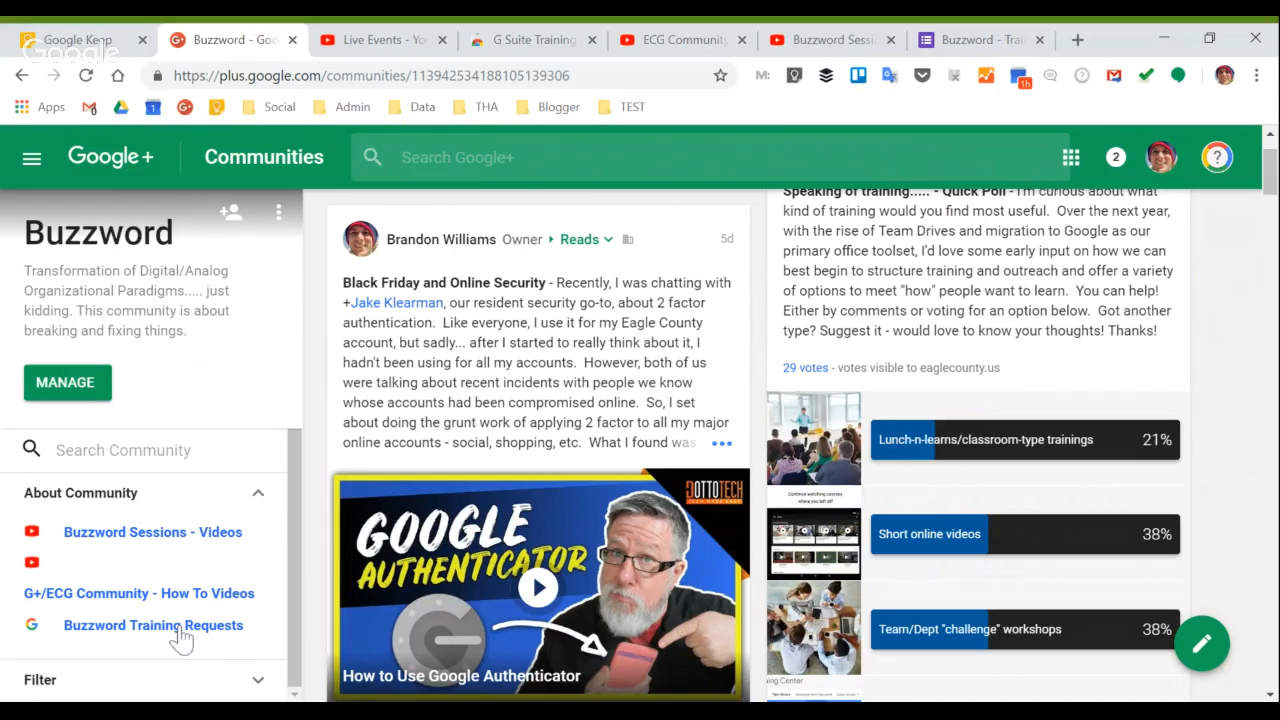 Google Keep
Buzzword - Goo
Live Events - Yo
G Suite Training
ECG Community
Buzzword Sessi
Buzzword - Trai
Google
https://plus.google.com/communities/113942534188105139306
M:
1h
Apps
Social
Admin
Data
THA
Blogger
TEST
Google+
Communities
Search Google+
2
?
Buzzword
Transformation of Digital/Analog
Organizational Paradigms..... just
kidding. This community is about
breaking and fixing things.
MANAGE
Search Community
About Community
Buzzword Sessions - Videos
G+/ECG Community - How To Videos
Buzzword Training Requests
Filter
Brandon Williams Owner Reads
5d
Black Friday and Online Security - Recently, I was chatting with
+Jake Klearman, our resident security go-to, about 2 factor
authentication. Like everyone, I use it for my Eagle County
account, but sadly... after I started to really think about it, I
hadn't been using for all my accounts. However, both of us
were talking about recent incidents with people we know
whose accounts had been compromised online. So, I set
about doing the grunt work of applying 2 factor to all my major
online accounts - social, shopping, etc. What I found was
DOTTOTECH
GOOGLE
AUTHENTICATOR
How to Use Google Authenticator
Speaking of training..... - Quick Poll - I'm curious about what
kind of training would you find most useful. Over the next year,
with the rise of Team Drives and migration to Google as our
primary office toolset, I'd love some early input on how we can
best begin to structure training and outreach and offer a variety
of options to meet "how" people want to learn. You can help!
Either by comments or voting for an option below. Got another
type? Suggest it - would love to know your thoughts! Thanks!
29 votes - votes visible to eaglecounty.us
Lunch-n-learns/classroom-type trainings 21%
Continue watching courses
where you left off
Short online videos 38%
Team/Dept "challenge" workshops 38%
ing Center